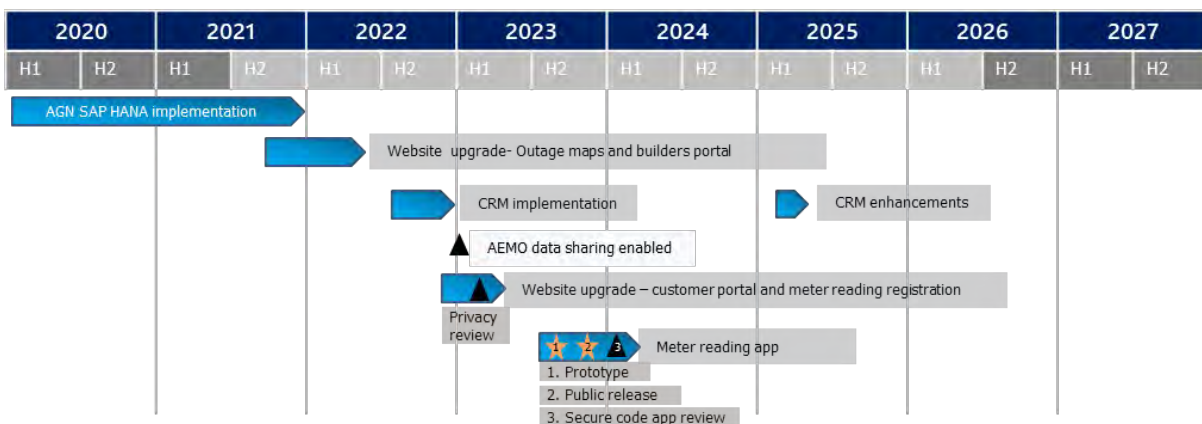 2020 2021 2022 2023 2024 2025 2026 2027
H1 H2 H1 H2 H1 H2 H1 H2 H1 H2 H1 H2 H1 H2 H1 H2
AGN SAP HANA implementation
Website upgrade- Outage maps and builders portal
CRM implementation CRM enhancements
AEMO data sharing enabled
Website upgrade – customer portal and meter reading registration
Privacy
review
1 2 3 Meter reading app
1. Prototype
2. Public release
3. Secure code app review